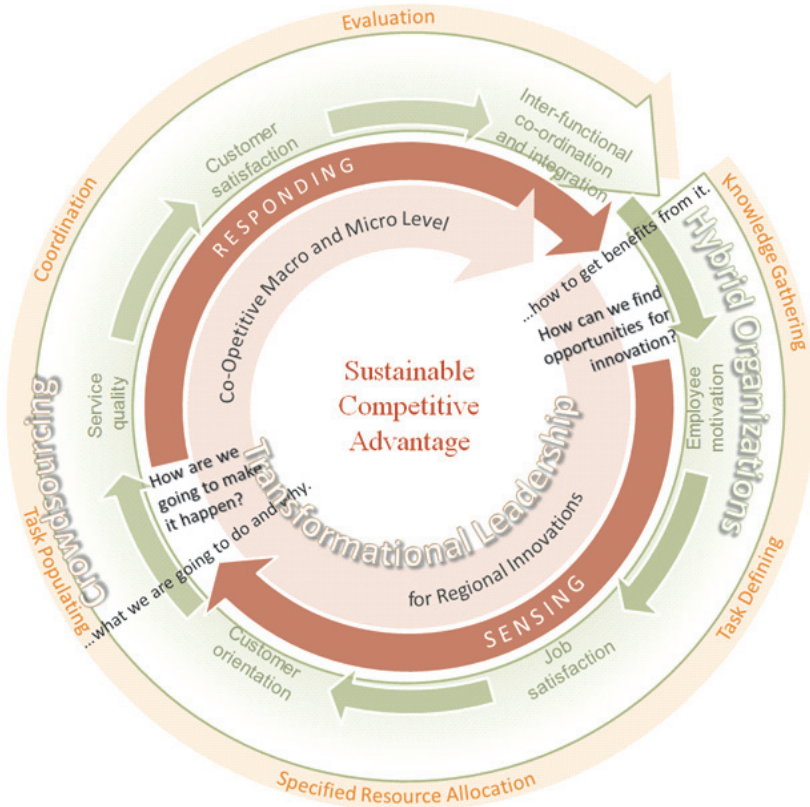 Evaluation
Coordination
Knowledge Gathering
Task Defining
Specified Resource Allocation
Task Populating
Crowdsourcing
Hybrid Organizations
Customer
satisfaction
Inter-functional
co-ordination
and integration
Employee
motivation
Job
satisfaction
Customer
orientation
Service
quality
RESPONDING
SENSING
Co-Opetitive Macro and Micro Level
for Regional Innovations
Transformational Leadership
...how to get benefits from it.
How can we find
opportunities for
innovation?
How are we
going to make
it happen?
...what we are going to do and why.
Sustainable
Competitive
Advantage